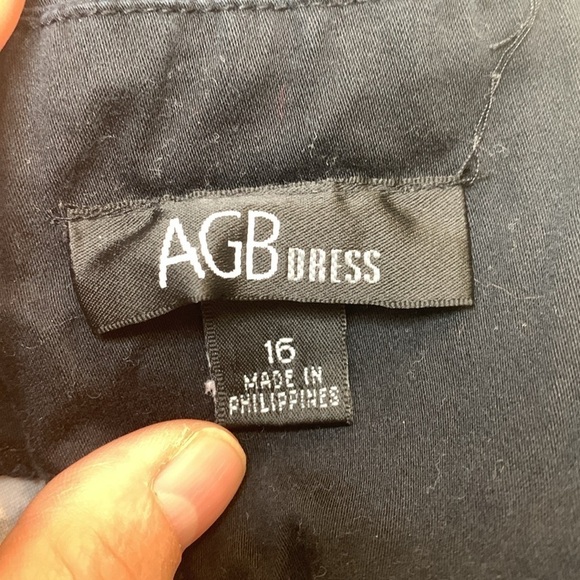 AGB DRESS
16
MADE IN
PHILIPPINES